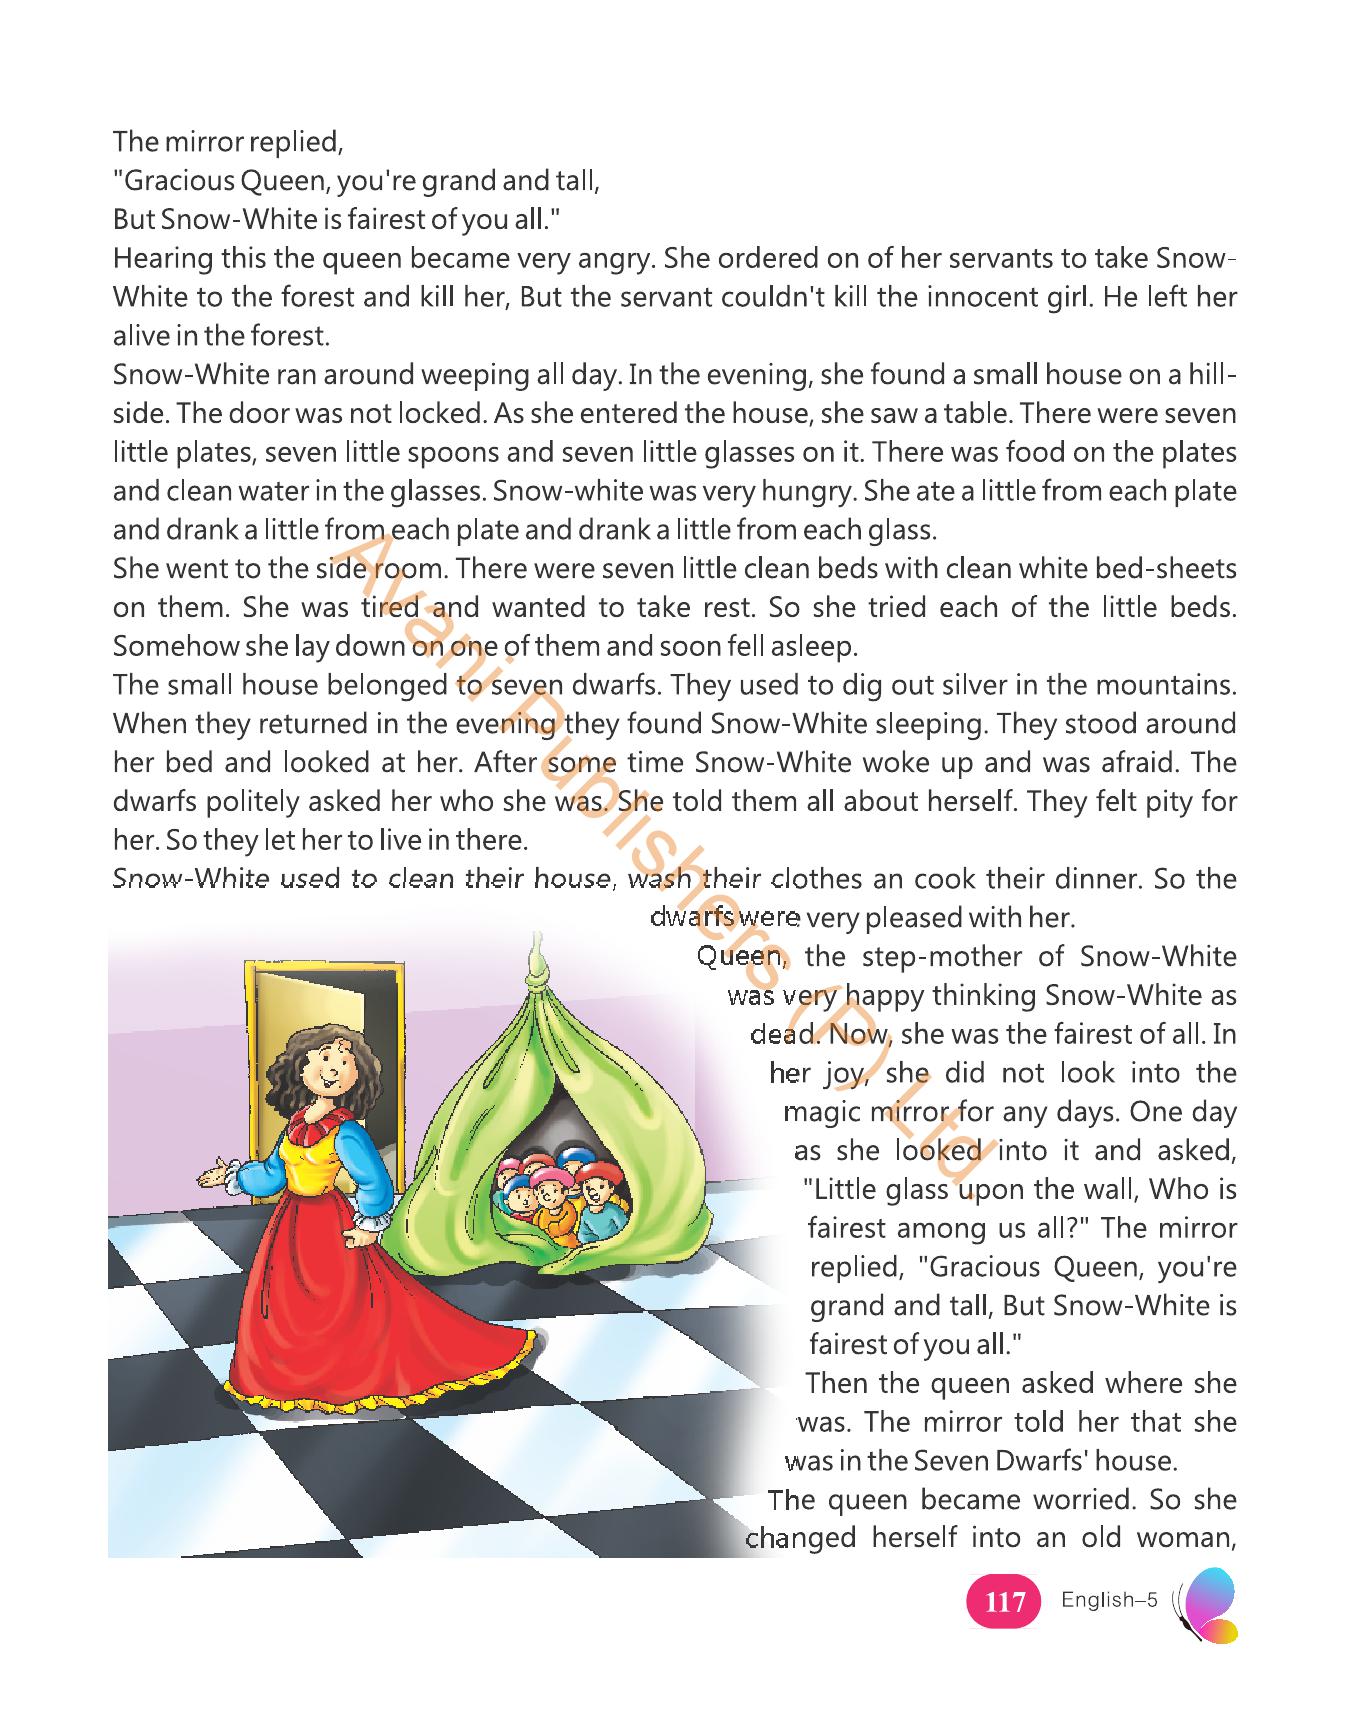 The mirror replied,
"Gracious Queen, you're grand and tall,
But Snow-White is fairest of you all."
Hearing this the queen became very angry. She ordered on of her servants to take Snow-
White to the forest and kill her, But the servant couldn't kill the innocent girl. He left her
alive in the forest.
Snow-White ran around weeping all day. In the evening, she found a small house on a hill-
side. The door was not locked. As she entered the house, she saw a table. There were seven
little plates, seven little spoons and seven little glasses on it. There was food on the plates
and clean water in the glasses. Snow-white was very hungry. She ate a little from each plate
and drank a little from each plate and drank a little from each glass.
She went to the side room. There were seven little clean beds with clean white bed-sheets
on them. She was tired and wanted to take rest. So she tried each of the little beds.
Somehow she lay down on one of them and soon fell asleep.
The small house belonged to seven dwarfs. They used to dig out silver in the mountains.
When they returned in the evening they found Snow-White sleeping. They stood around
her bed and looked at her. After some time Snow-White woke up and was afraid. The
dwarfs politely asked her who she was. She told them all about herself. They felt pity for
her. So they let her to live in there.
Snow-White used to clean their house, wash their clothes an cook their dinner. So the
dwarfs were very pleased with her.
Queen, the step-mother of Snow-White
was very happy thinking Snow-White as
dead. Now, she was the fairest of all. In
her joy, she did not look into the
magic mirror for any days. One day
as she looked into it and asked,
"Little glass upon the wall, Who is
fairest among us all?" The mirror
replied, "Gracious Queen, you're
grand and tall, But Snow-White is
fairest of you all."
Then the queen asked where she
was. The mirror told her that she
was in the Seven Dwarfs' house.
The queen became worried. So she
changed herself into an old woman,
Avani Publishers (P) Ltd.
117 English–5